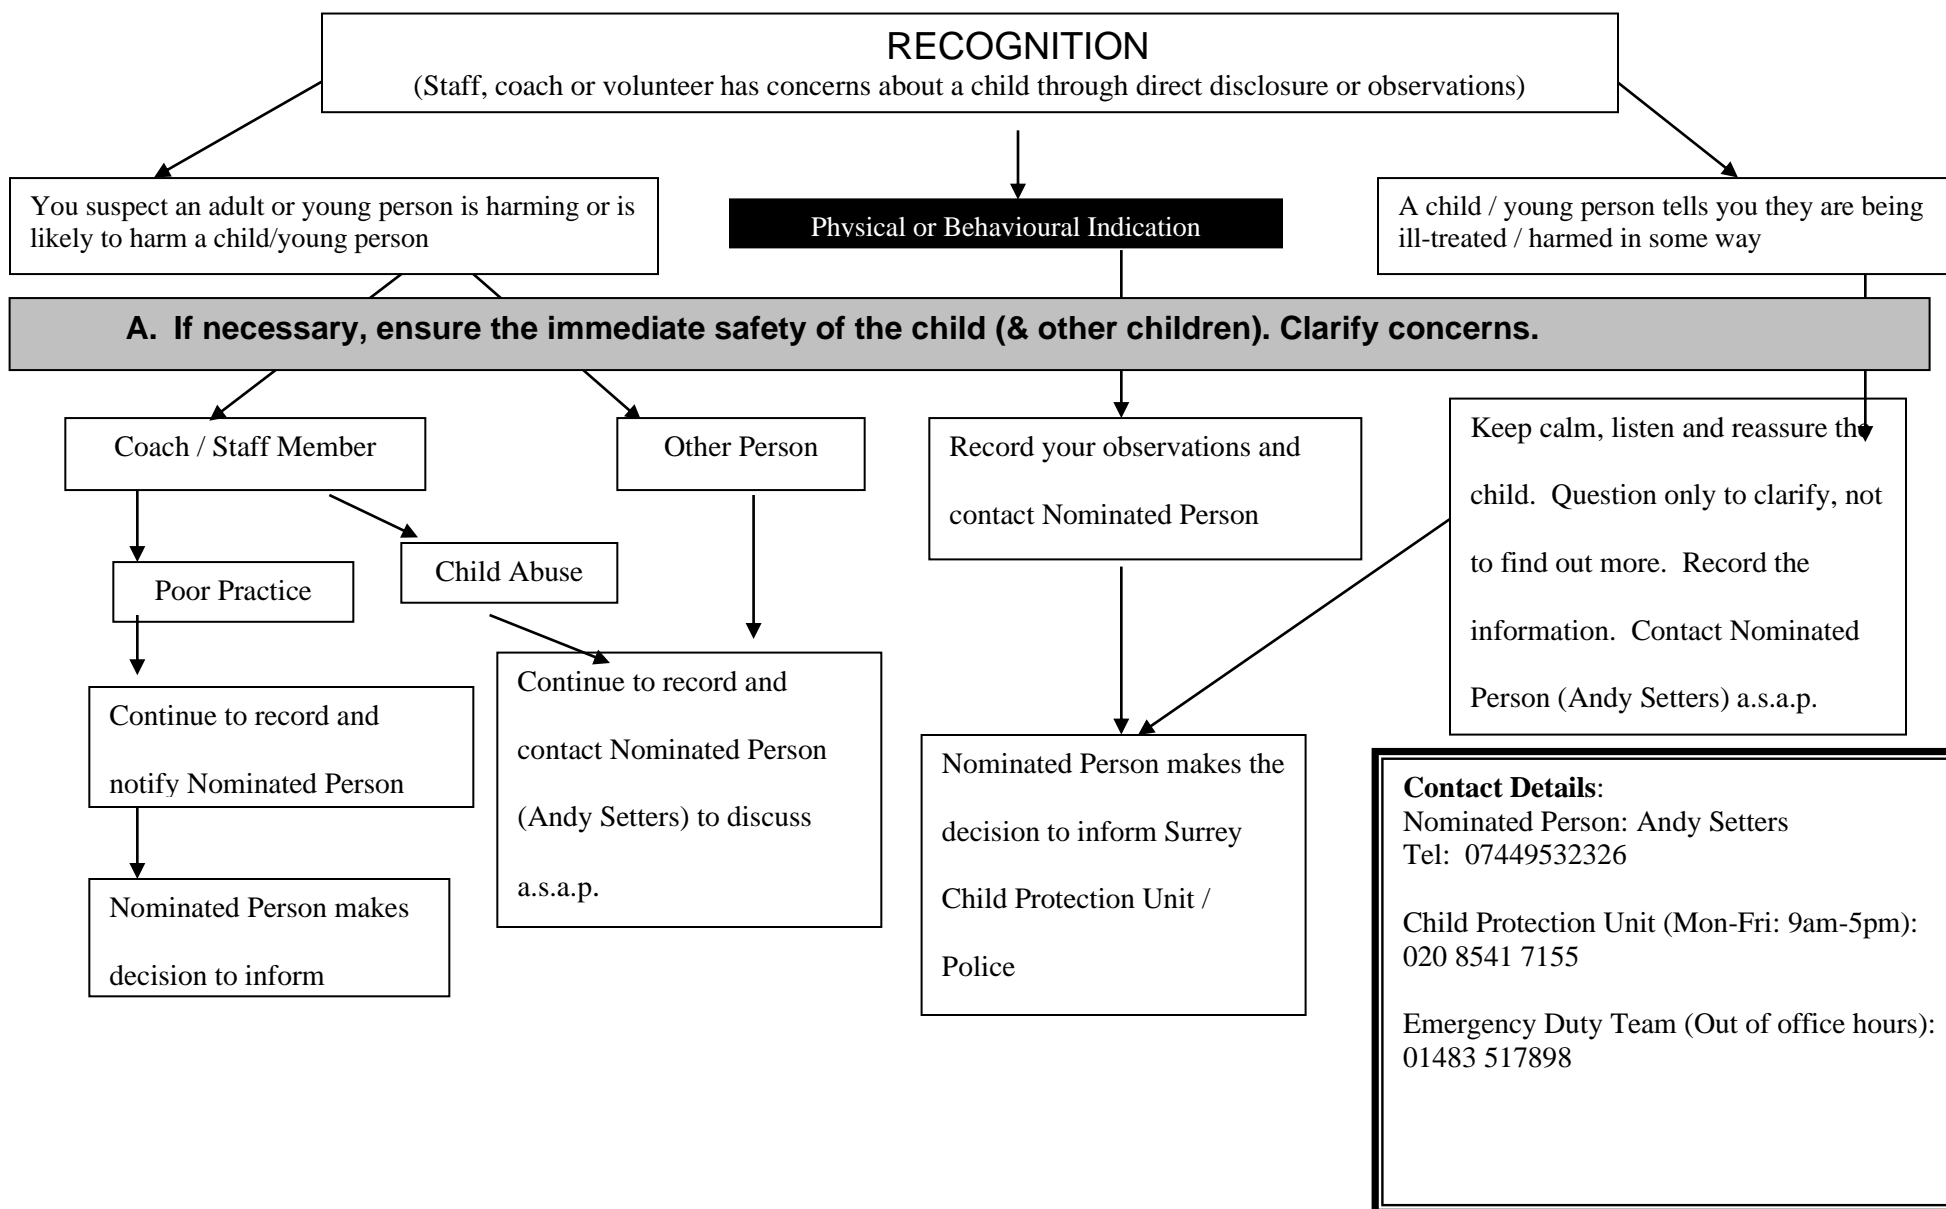 RECOGNITION
(Staff, coach or volunteer has concerns about a child through direct disclosure or observations)
You suspect an adult or young person is harming or is
likely to harm a child/young person
Physical or Behavioural Indication
A child / young person tells you they are being
ill-treated / harmed in some way
A. If necessary, ensure the immediate safety of the child (& other children). Clarify concerns.
Coach / Staff Member
Other Person
Record your observations and
contact Nominated Person
Keep calm, listen and reassure the
child. Question only to clarify, not
to find out more. Record the
information. Contact Nominated
Person (Andy Setters) a.s.a.p.
Poor Practice
Child Abuse
Continue to record and
notify Nominated Person
Continue to record and
contact Nominated Person
(Andy Setters) to discuss
a.s.a.p.
Nominated Person makes
decision to inform
Nominated Person makes the
decision to inform Surrey
Child Protection Unit /
Police
Contact Details:
Nominated Person: Andy Setters
Tel: 07449532326
Child Protection Unit (Mon-Fri: 9am-5pm):
020 8541 7155
Emergency Duty Team (Out of office hours):
01483 517898